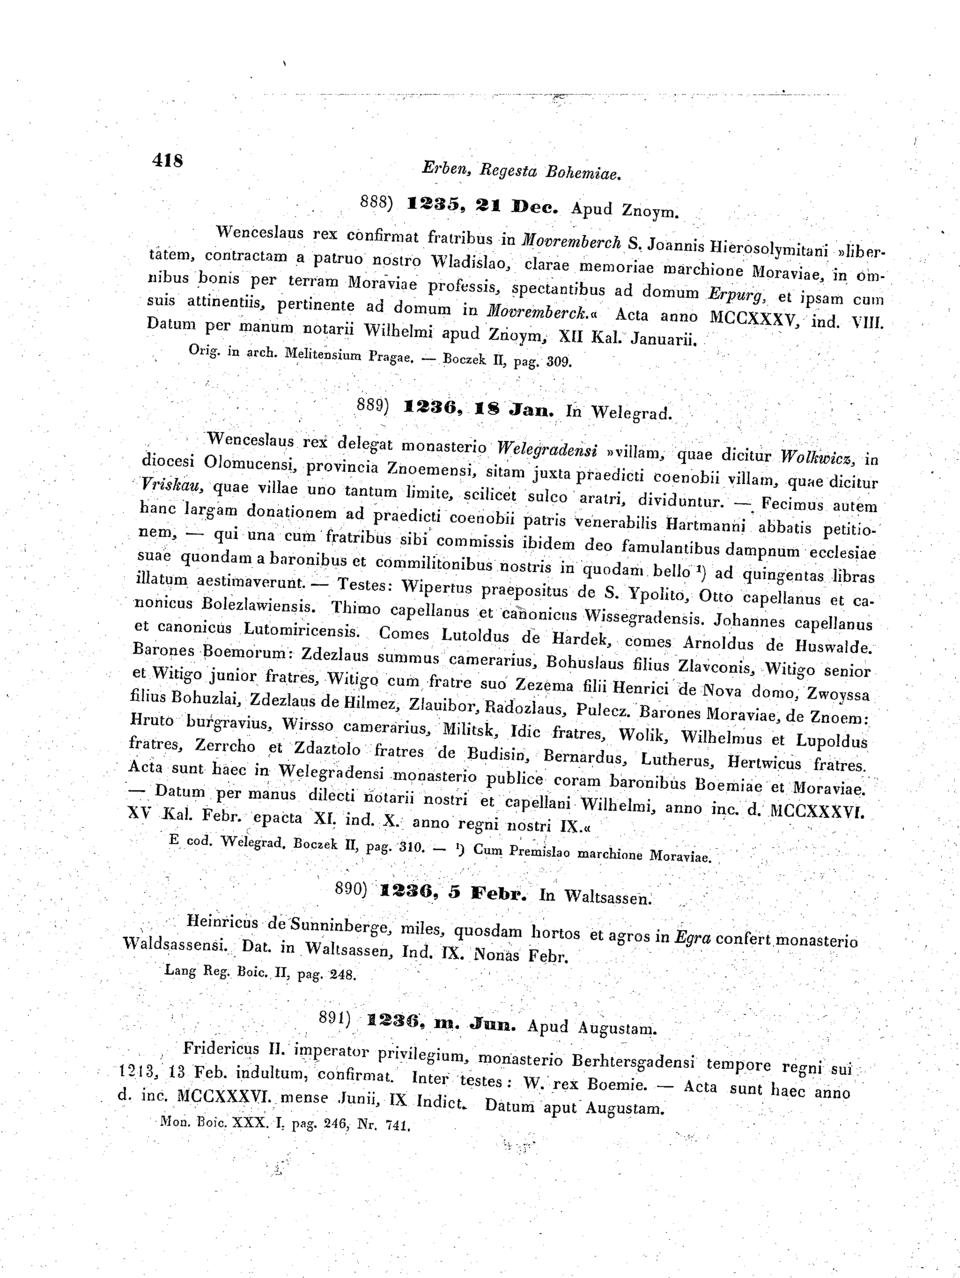 418
Erben, Regesta Bohemiae.
888) 1235, 21 Dec. Apud Znoym.
Wenceslaus rex confirmat fratribus in Movremberch S. Joannis Hierosolymitani »liber-
tatem, contractam a patruo nostro Wladislao, clarae memoriae marchione Moraviae, in om-
nibus bonis per terram Moraviae professis, spectantibus ad domum Erpurg, et ipsam cum
suis attinentiis, pertinente ad domum in Movremberck.« Acta anno MCCXXXV, ind. VIII.
Datum per manum notarii Wilhelmi apud Znoym, XII Kal. Januarii.
Orig. in arch. Melitensium Pragae. — Boczek II, pag. 309.
889) 1236, 18 Jan. In Welegrad.
Wenceslaus rex delegat monasterio Welegradensi »villam, quae dicitur Wolkwicz, in
diocesi Olomucensi, provincia Znoemensi, sitam juxta praedicti coenobii villam, quae dicitur
Vriskau, quae villae uno tantum limite, scilicet sulco aratri, dividuntur. — Fecimus autem
hanc largam donationem ad praedicti coenobii patris venerabilis Hartmanni abbatis petitio-
nem, — qui una cum fratribus sibi commissis ibidem deo famulantibus dampnum ecclesiae
suae quondam a baronibus et commilitonibus nostris in quodam bello ¹) ad quingentas libras
illatum aestimaverunt. — Testes: Wipertus praepositus de S. Ypolito, Otto capellanus et ca-
nonicus Bolezlawiensis. Thimo capellanus et canonicus Wissegradensis. Johannes capellanus
et canonicus Lutomiricensis. Comes Lutoldus de Hardek, comes Arnoldus de Huswalde.
Barones Boemorum: Zdezlaus summus camerarius, Bohuslaus filius Zlavconis, Witigo senior
et Witigo junior fratres, Witigo cum fratre suo Zezema filii Henrici de Nova domo, Zwoyssa
filius Bohuzlai, Zdezlaus de Hilmez, Zlauibor, Radozlaus, Pulecz. Barones Moraviae, de Znoem:
Hruto burgravius, Wirsso camerarius, Militsk, Idic fratres, Wolik, Wilhelmus et Lupoldus
fratres, Zerrcho et Zdaztolo fratres de Budisin, Bernardus, Lutherus, Hertwicus fratres.
Acta sunt haec in Welegradensi monasterio publice coram baronibus Boemiae et Moraviae.
— Datum per manus dilecti notarii nostri et capellani Wilhelmi, anno inc. d. MCCXXXVI.
XV Kal. Febr. epacta XI. ind. X. anno regni nostri IX.«
E cod. Welegrad. Boczek II, pag. 310. — ¹) Cum Premislao marchione Moraviae.
890) 1236, 5 Febr. In Waltsassen.
Heinricus de Sunninberge, miles, quosdam hortos et agros in Egra confert monasterio
Waldsassensi. Dat. in Waltsassen, Ind. IX. Nonas Febr.
Lang Reg. Boic. II, pag. 248.
891) 1236, m. Jun. Apud Augustam.
Fridericus II. imperator privilegium, monasterio Berhtersgadensi tempore regni sui
1213, 13 Feb. indultum, confirmat. Inter testes: W. rex Boemie. — Acta sunt haec anno
d. inc. MCCXXXVI. mense Junii, IX Indict. Datum aput Augustam.
Mon. Boic. XXX. I. pag. 246, Nr. 741.